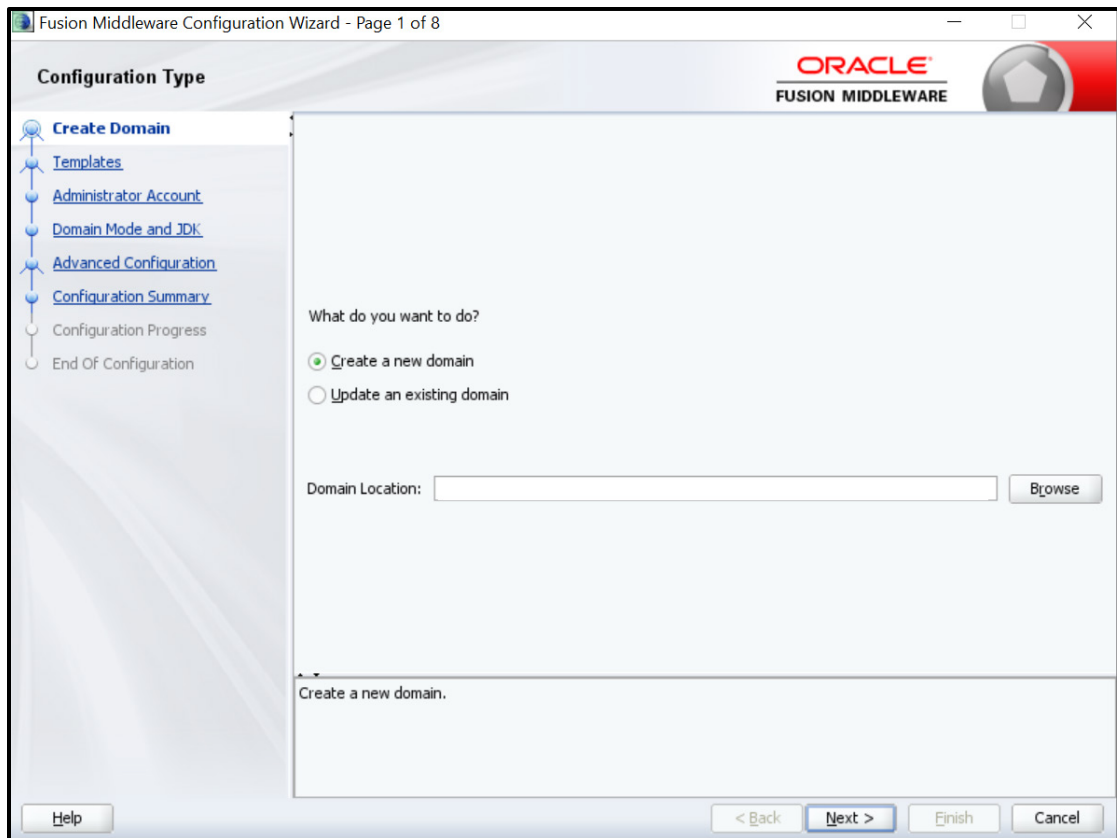 Fusion Middleware Configuration Wizard - Page 1 of 8
Configuration Type
ORACLE
FUSION MIDDLEWARE
Create Domain
Templates
Administrator Account
Domain Mode and JDK
Advanced Configuration
Configuration Summary
Configuration Progress
End Of Configuration
What do you want to do?
Create a new domain
Update an existing domain
Domain Location:
Browse
Create a new domain.
Help
< Back
Next >
Finish
Cancel